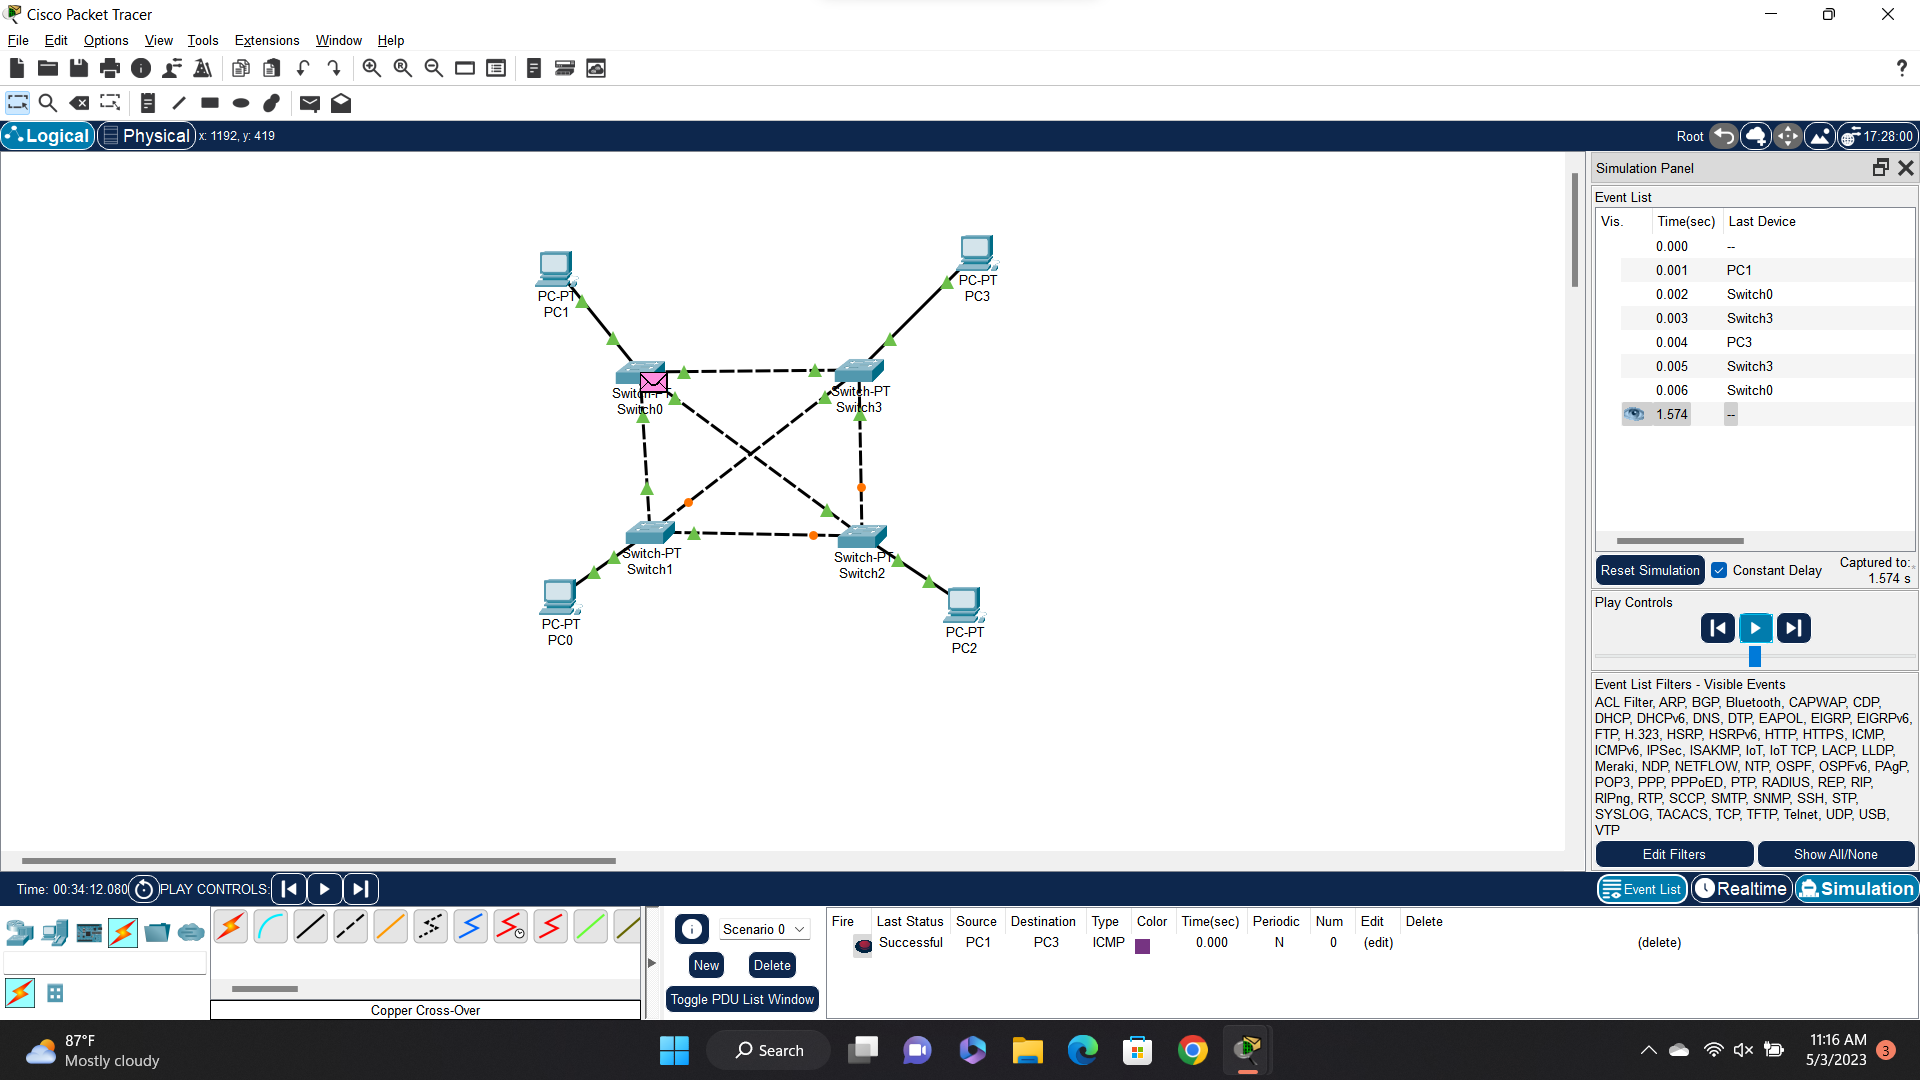 Cisco Packet Tracer
File Edit Options View Tools Extensions Window Help
?
Logical Physical x: 1192, y: 419
Root 17:28:00
Simulation Panel
Event List
Vis. Time(sec) Last Device
0.000 --
0.001 PC1
0.002 Switch0
0.003 Switch3
0.004 PC3
0.005 Switch3
0.006 Switch0
1.574 --
PC-PT
PC1
PC-PT
PC3
Switch-PT
Switch0
Switch-PT
Switch3
Switch-PT
Switch1
Switch-PT
Switch2
PC-PT
PC0
PC-PT
PC2
Reset Simulation Constant Delay Captured to:
1.574 s
Play Controls
Event List Filters - Visible Events
ACL Filter, ARP, BGP, Bluetooth, CAPWAP, CDP,
DHCP, DHCPv6, DNS, DTP, EAPOL, EIGRP, EIGRPv6,
FTP, H.323, HSRP, HSRPv6, HTTP, HTTPS, ICMP,
ICMPv6, IPSec, ISAKMP, IoT, IoT TCP, LACP, LLDP,
Meraki, NDP, NETFLOW, NTP, OSPF, OSPFv6, PAgP,
POP3, PPP, PPPoED, PTP, RADIUS, REP, RIP,
RIPng, RTP, SCCP, SMTP, SNMP, SSH, STP,
SYSLOG, TACACS, TCP, TFTP, Telnet, UDP, USB,
VTP
Edit Filters Show All/None
Time: 00:34:12.080 PLAY CONTROLS:
Event List Realtime Simulation
Scenario 0
New Delete
Toggle PDU List Window
Fire Last Status Source Destination Type Color Time(sec) Periodic Num Edit Delete
Successful PC1 PC3 ICMP 0.000 N 0 (edit) (delete)
Copper Cross-Over
87°F
Mostly cloudy
Search
11:16 AM
5/3/2023
3